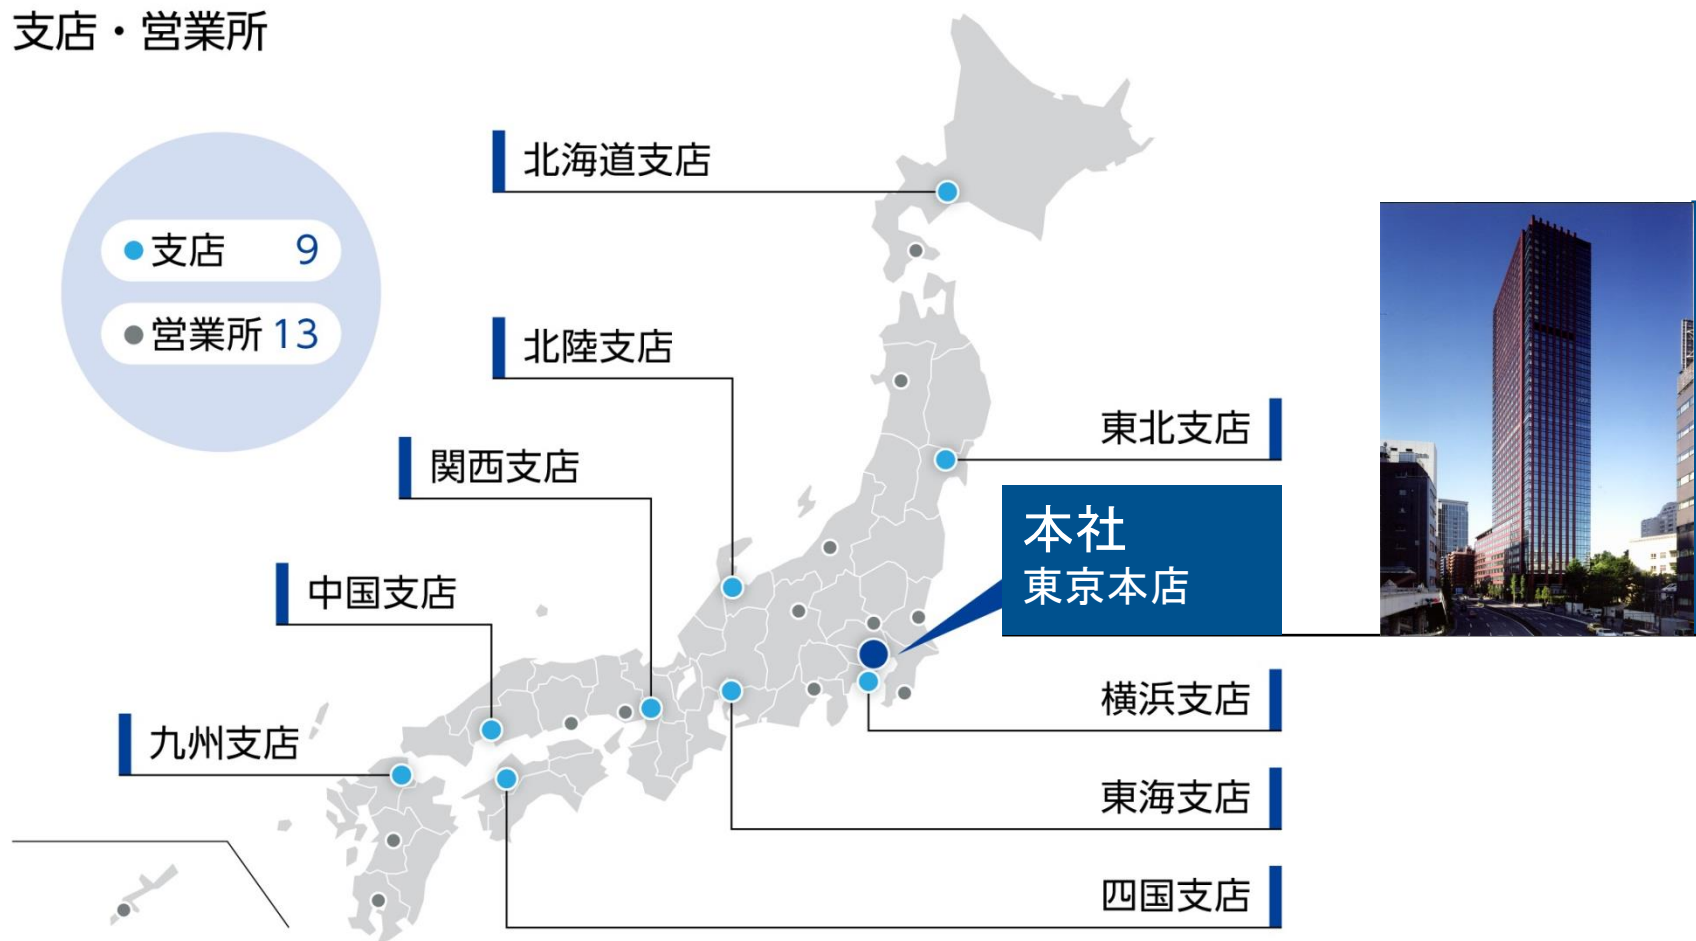 支店・営業所
北海道支店
支店 9
営業所 13
北陸支店
東北支店
関西支店
本社
東京本店
中国支店
横浜支店
九州支店
東海支店
四国支店